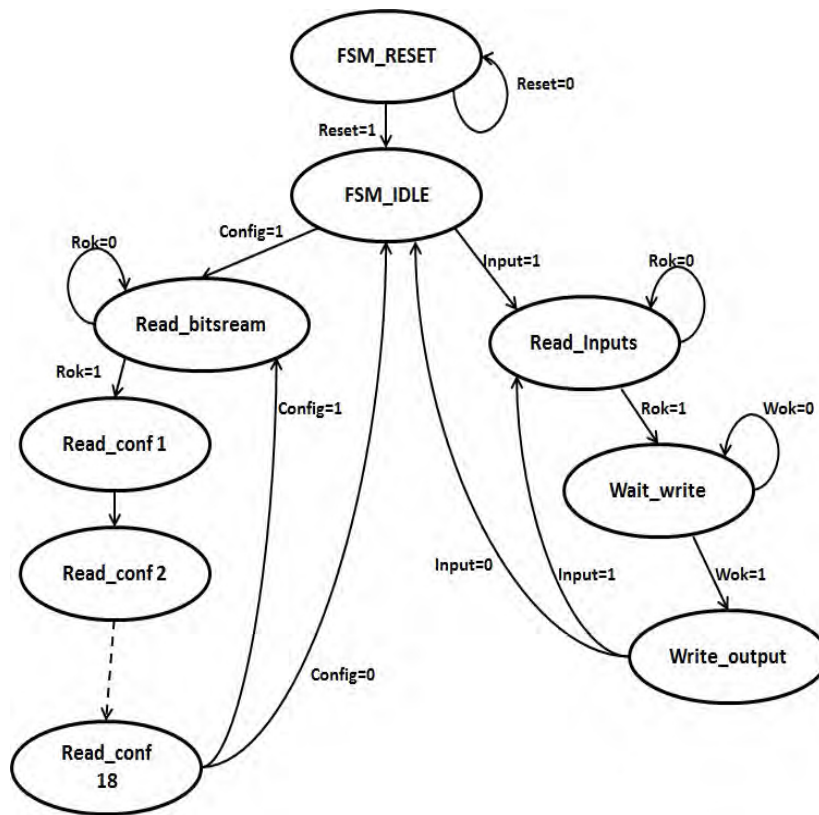 FSM_RESET
Reset=0
Reset=1
FSM_IDLE
Config=1
Input=1
Rok=0
Rok=0
Read_bitsream
Read_Inputs
Rok=1
Config=1
Rok=1
Wok=0
Read_conf 1
Wait_write
Read_conf 2
Input=0
Input=1
Wok=1
Write_output
Config=0
Read_conf
18